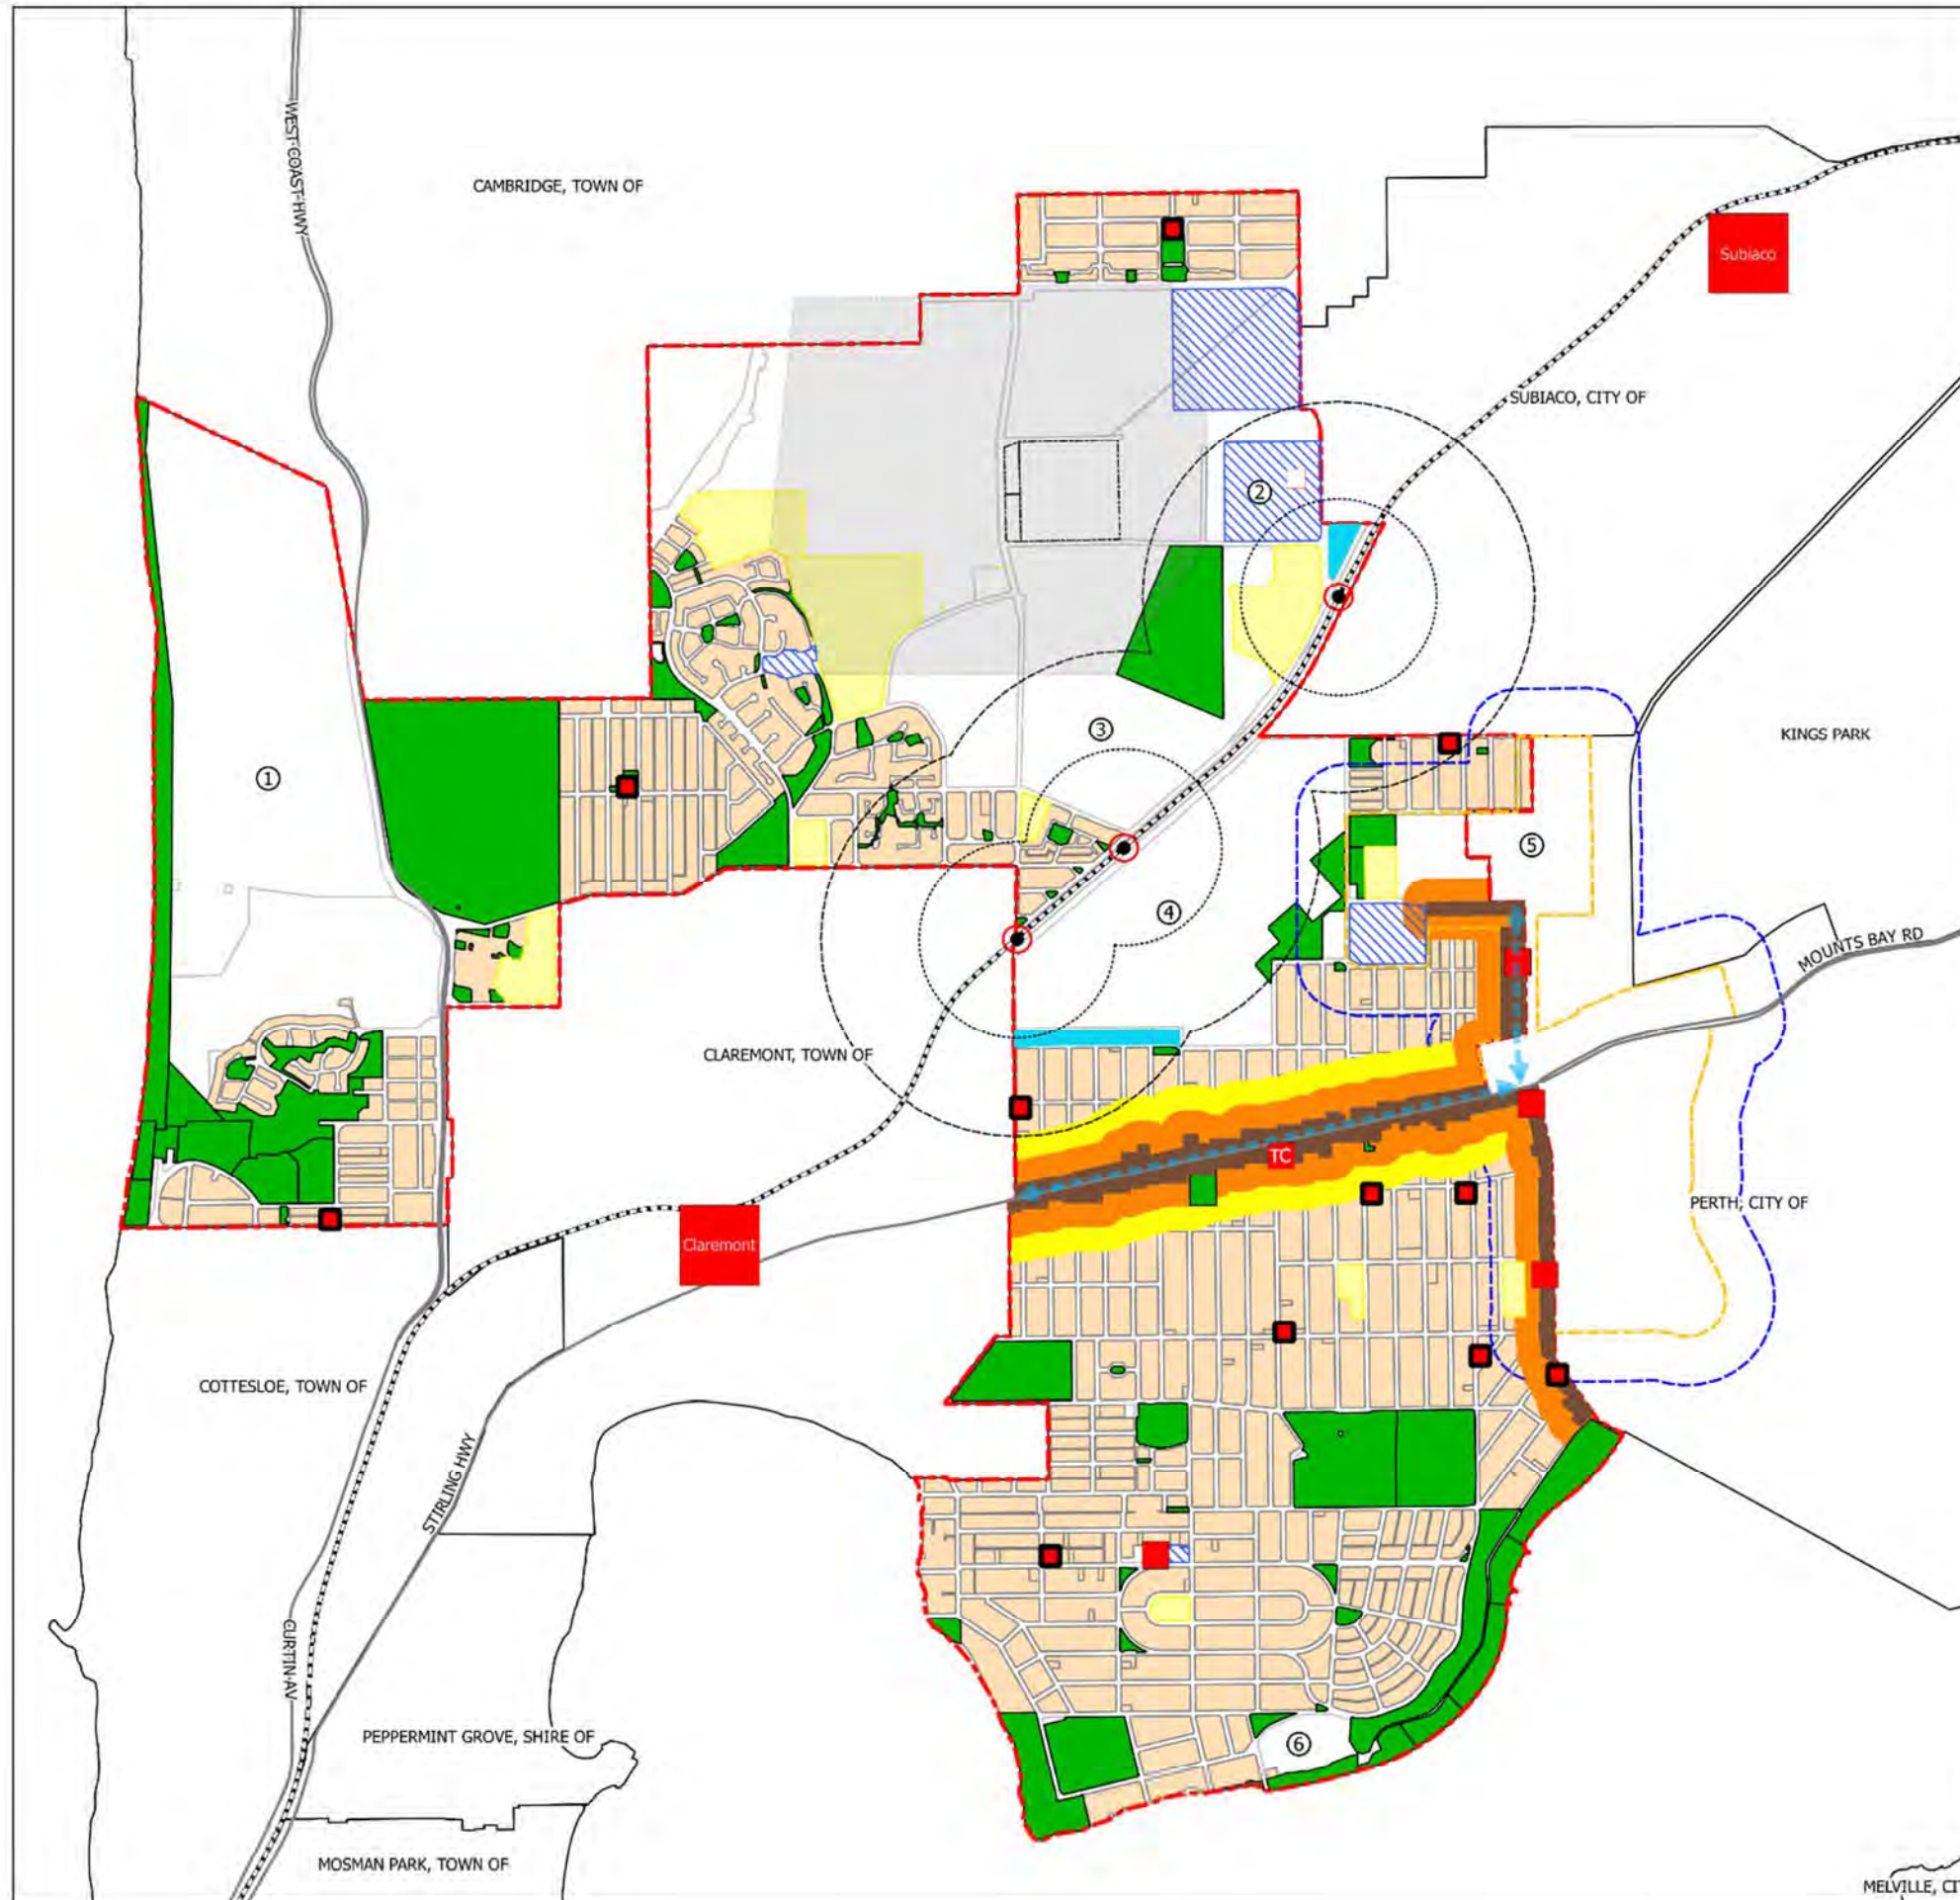 WEST COAST HWY
CAMBRIDGE, TOWN OF
Subiaco
SUBIACO, CITY OF
②
③
KINGS PARK
①
⑤
④
MOUNTS BAY RD
CLAREMONT, TOWN OF
TC
PERTH, CITY OF
Claremont
COTTESLOE, TOWN OF
STIRLING HWY
CURTIN AV
PEPPERMINT GROVE, SHIRE OF
⑥
MOSMAN PARK, TOWN OF
MELVILLE, CI